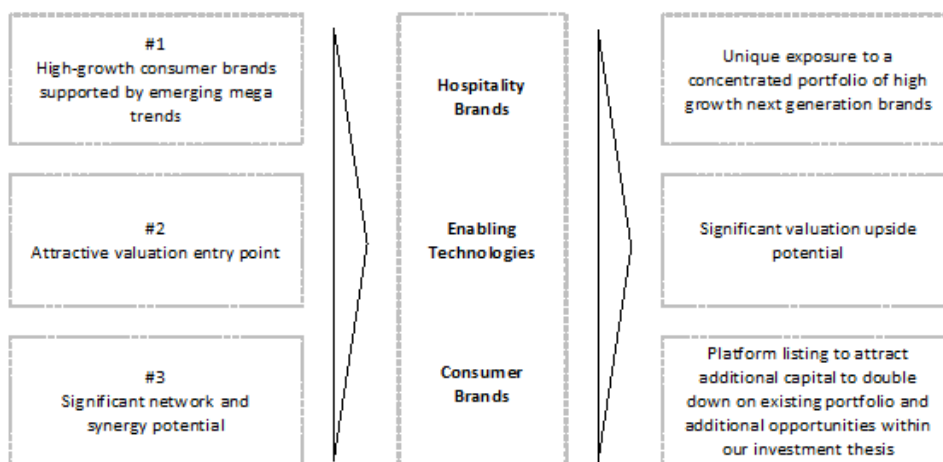 #1
High-growth consumer brands
supported by emerging mega
trends
#2
Attractive valuation entry point
#3
Significant network and
synergy potential
Hospitality
Brands
Enabling
Technologies
Consumer
Brands
Unique exposure to a
concentrated portfolio of high
growth next generation brands
Significant valuation upside
potential
Platform listing to attract
additional capital to double
down on existing portfolio and
additional opportunities within
our investment thesis